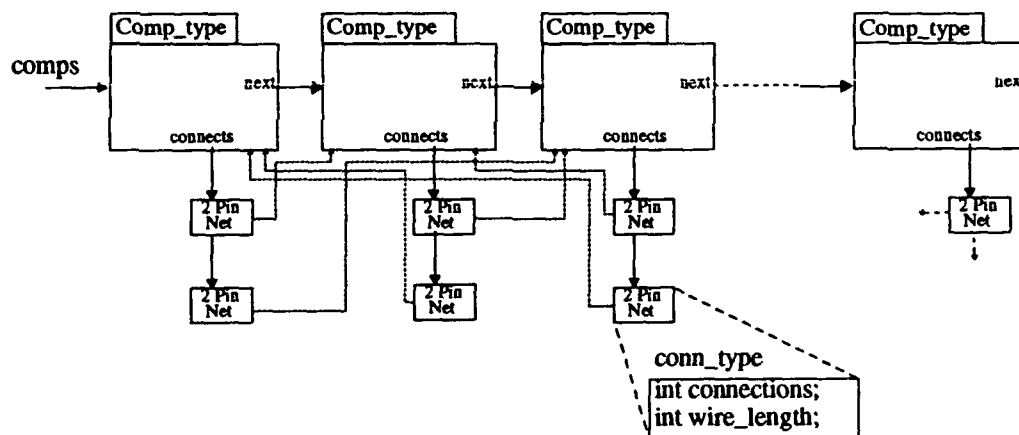 Comp_type
Comp_type
Comp_type
Comp_type
comps
next
next
next
next
connects
connects
connects
connects
2 Pin
Net
2 Pin
Net
2 Pin
Net
2 Pin
Net
2 Pin
Net
2 Pin
Net
2 Pin
Net
conn_type
int connections;
int wire_length;